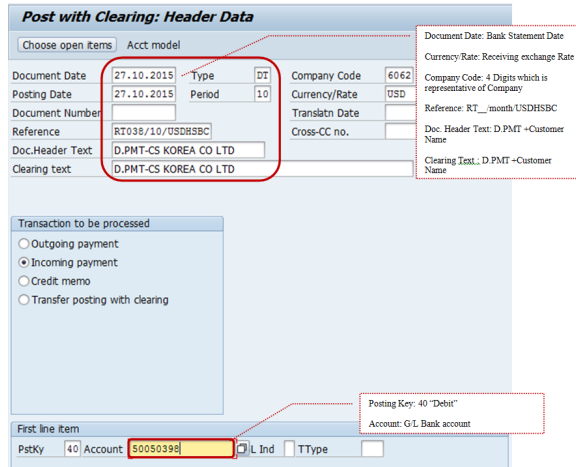 Post with Clearing: Header Data
Choose open items Acct model
Document Date 27.10.2015 Type DT Company Code 6062
Posting Date 27.10.2015 Period 10 Currency/Rate USD
Document Number Translatn Date
Reference RT038/10/USDHSBC Cross-CC no.
Doc.Header Text D.PMT-CS KOREA CO LTD
Clearing text D.PMT-CS KOREA CO LTD
Document Date: Bank Statement Date
Currency/Rate: Receiving exchange Rate
Company Code: 4 Digits which is
representative of Company
Reference: RT__/month/USDHSBC
Doc. Header Text: D.PMT +Customer
Name
Clearing Text : D.PMT +Customer
Name
Transaction to be processed
Outgoing payment
Incoming payment
Credit memo
Transfer posting with clearing
Posting Key: 40 “Debit”
Account: G/L Bank account
First line item
PstKy 40 Account 50050398 L Ind TType